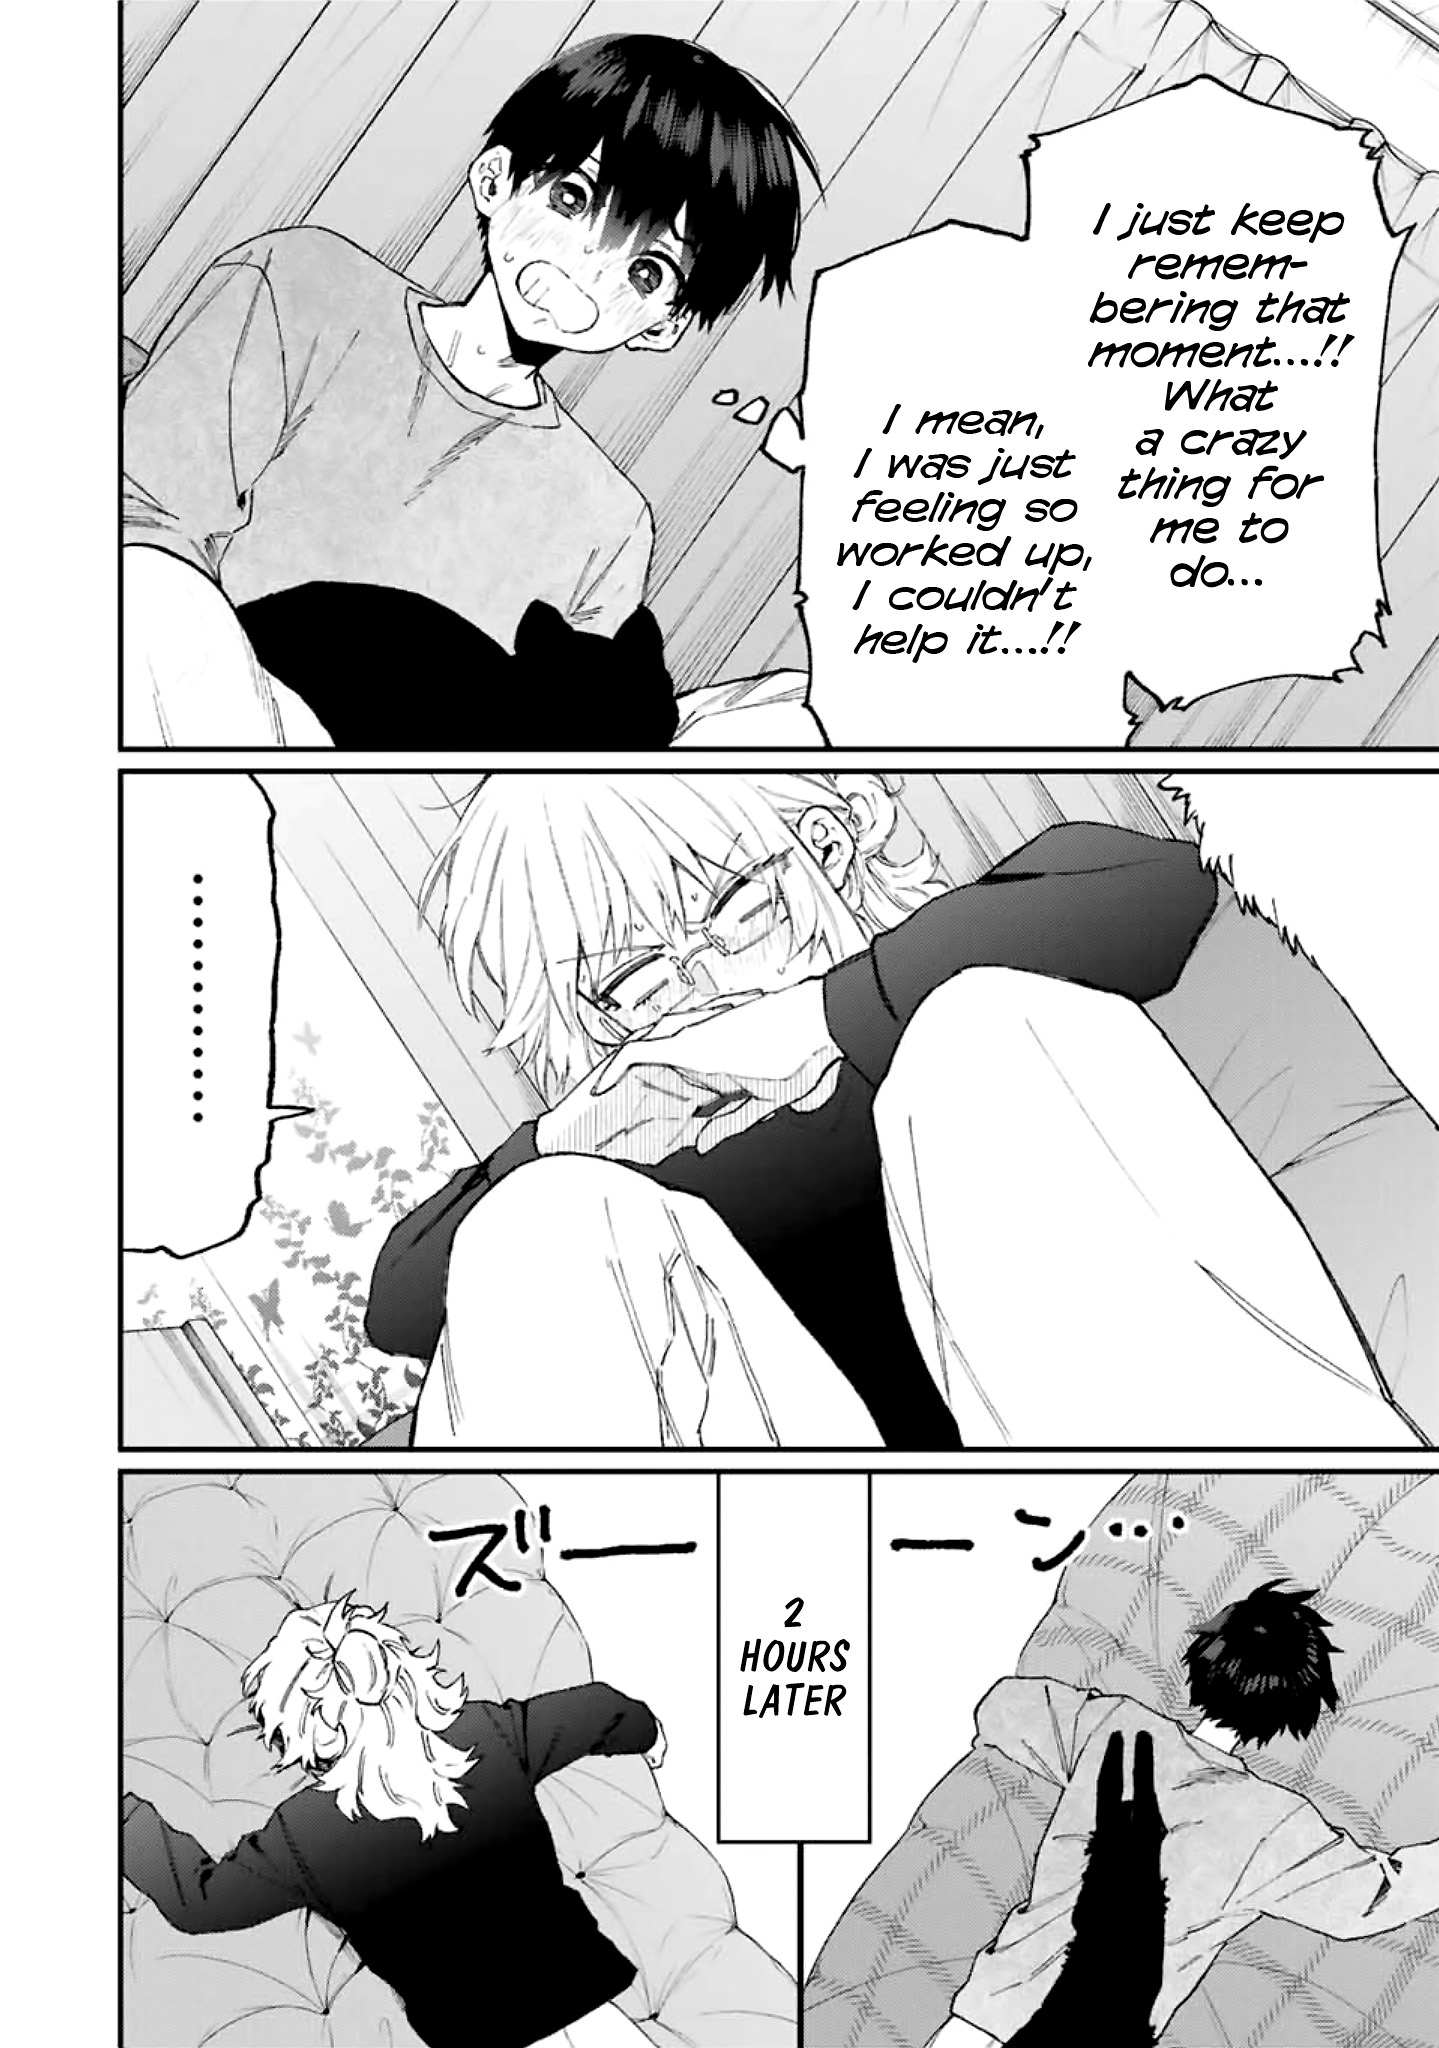 I just keep
remem-
bering that
moment...!!
What
a crazy
thing for
me to
do...
I mean,
I was just
feeling so
worked up,
I couldn't
help it...!!
............
ズーーン…
2
HOURS
LATER